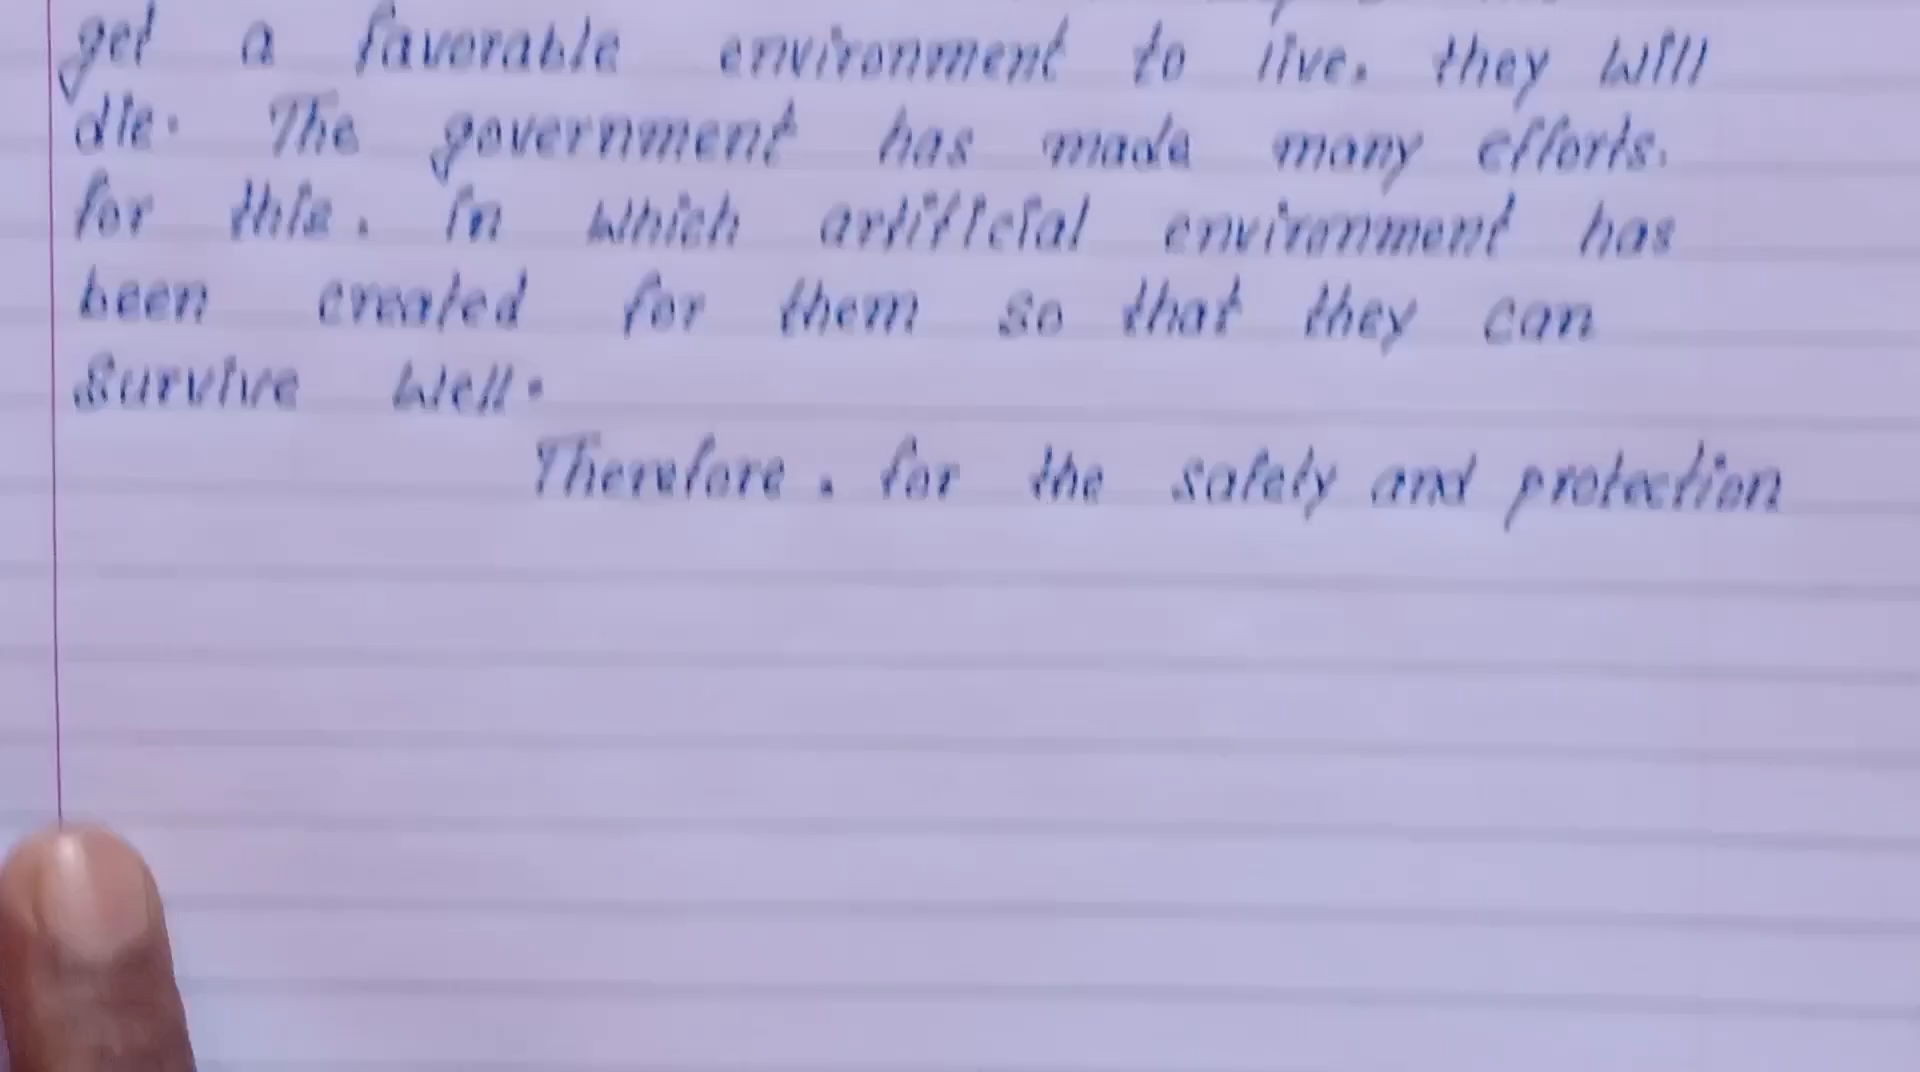 get a favorable environment to live, they will
die. The government has made many efforts.
for this, in which artificial environment has
been created for them so that they can
survive well.
Therefore, for the safety and protection